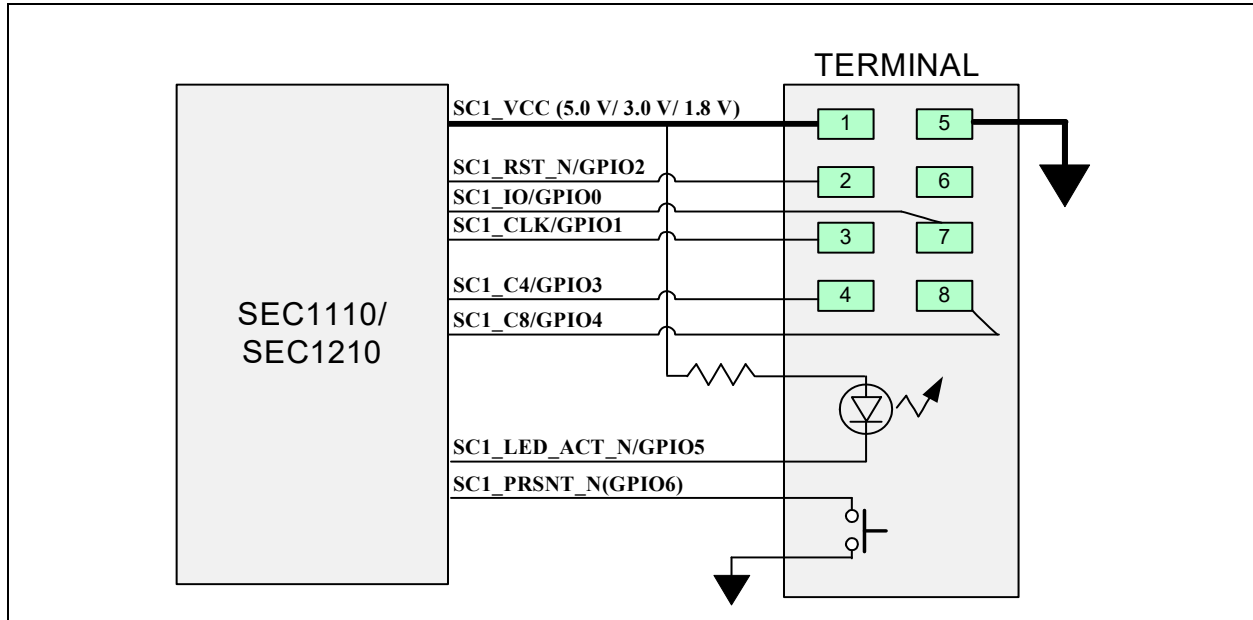 TERMINAL
SC1_VCC (5.0 V/ 3.0 V/ 1.8 V)
1
5
SC1_RST_N/GPIO2
2
6
SC1_IO/GPIO0
7
SC1_CLK/GPIO1
3
SC1_C4/GPIO3
4
8
SC1_C8/GPIO4
SEC1110/
SEC1210
SC1_LED_ACT_N/GPIO5
SC1_PRSNT_N(GPIO6)